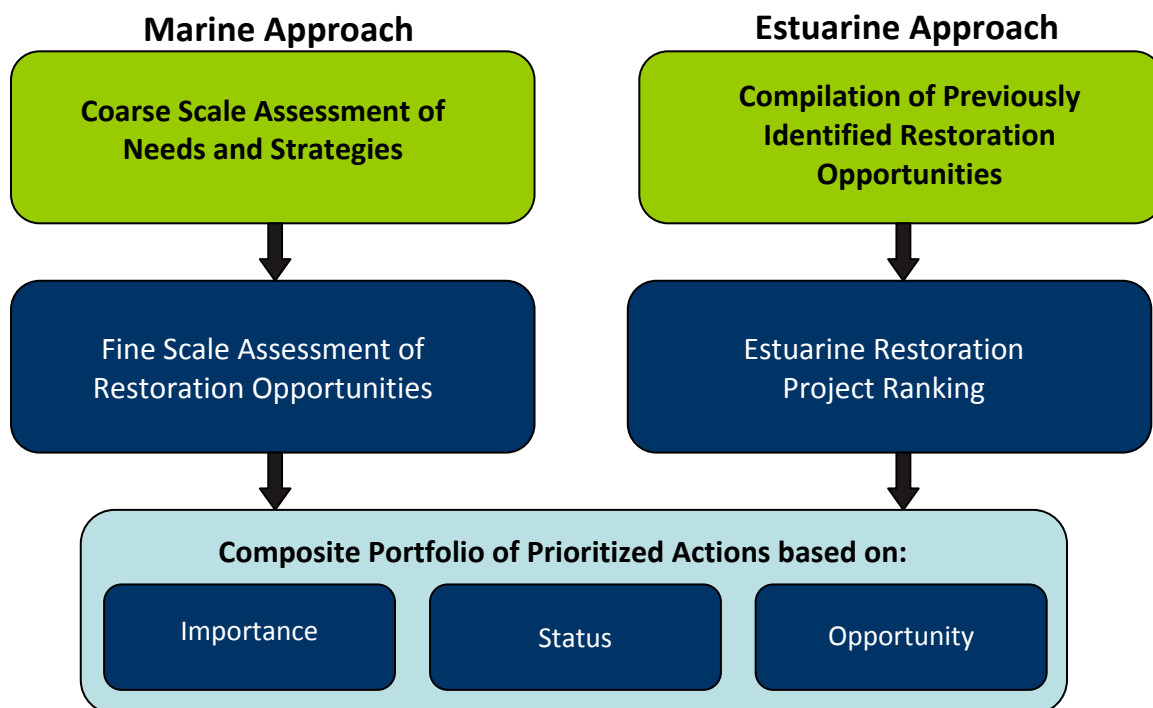 Marine Approach
Estuarine Approach
Coarse Scale Assessment of
Needs and Strategies
Compilation of Previously
Identified Restoration
Opportunities
Fine Scale Assessment of
Restoration Opportunities
Estuarine Restoration
Project Ranking
Composite Portfolio of Prioritized Actions based on:
Importance
Status
Opportunity